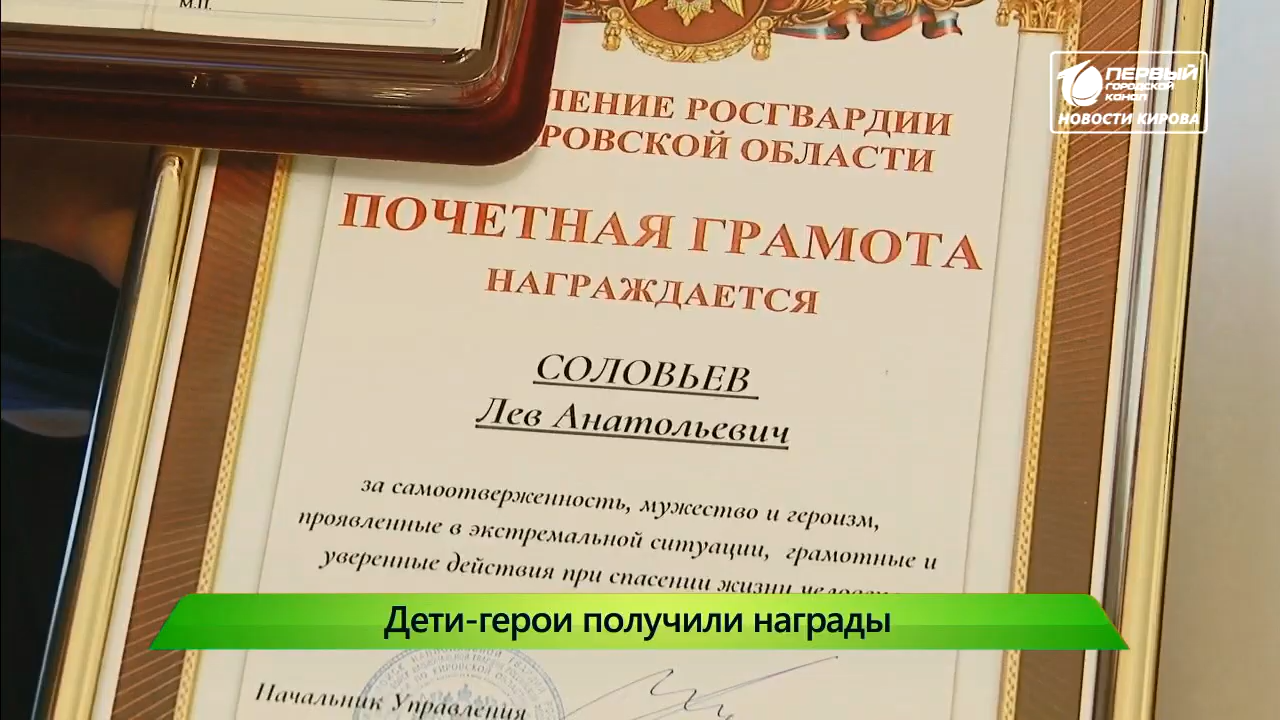 М.П.
ПЕРВЫЙ
ГОРОДСКОЙ
КАНАЛ
НОВОСТИ КИРОВА
ЛЕНИЕ РОСГВАРДИИ
РОВСКОЙ ОБЛАСТИ
ПОЧЕТНАЯ ГРАМОТА
НАГРАЖДАЕТСЯ
СОЛОВЬЕВ
Лев Анатольевич
за самоотверженность, мужество и героизм,
проявленные в экстремальной ситуации, грамотные и
уверенные действия при спасении жизни
Дети-герои получили награды
Начальник Управления